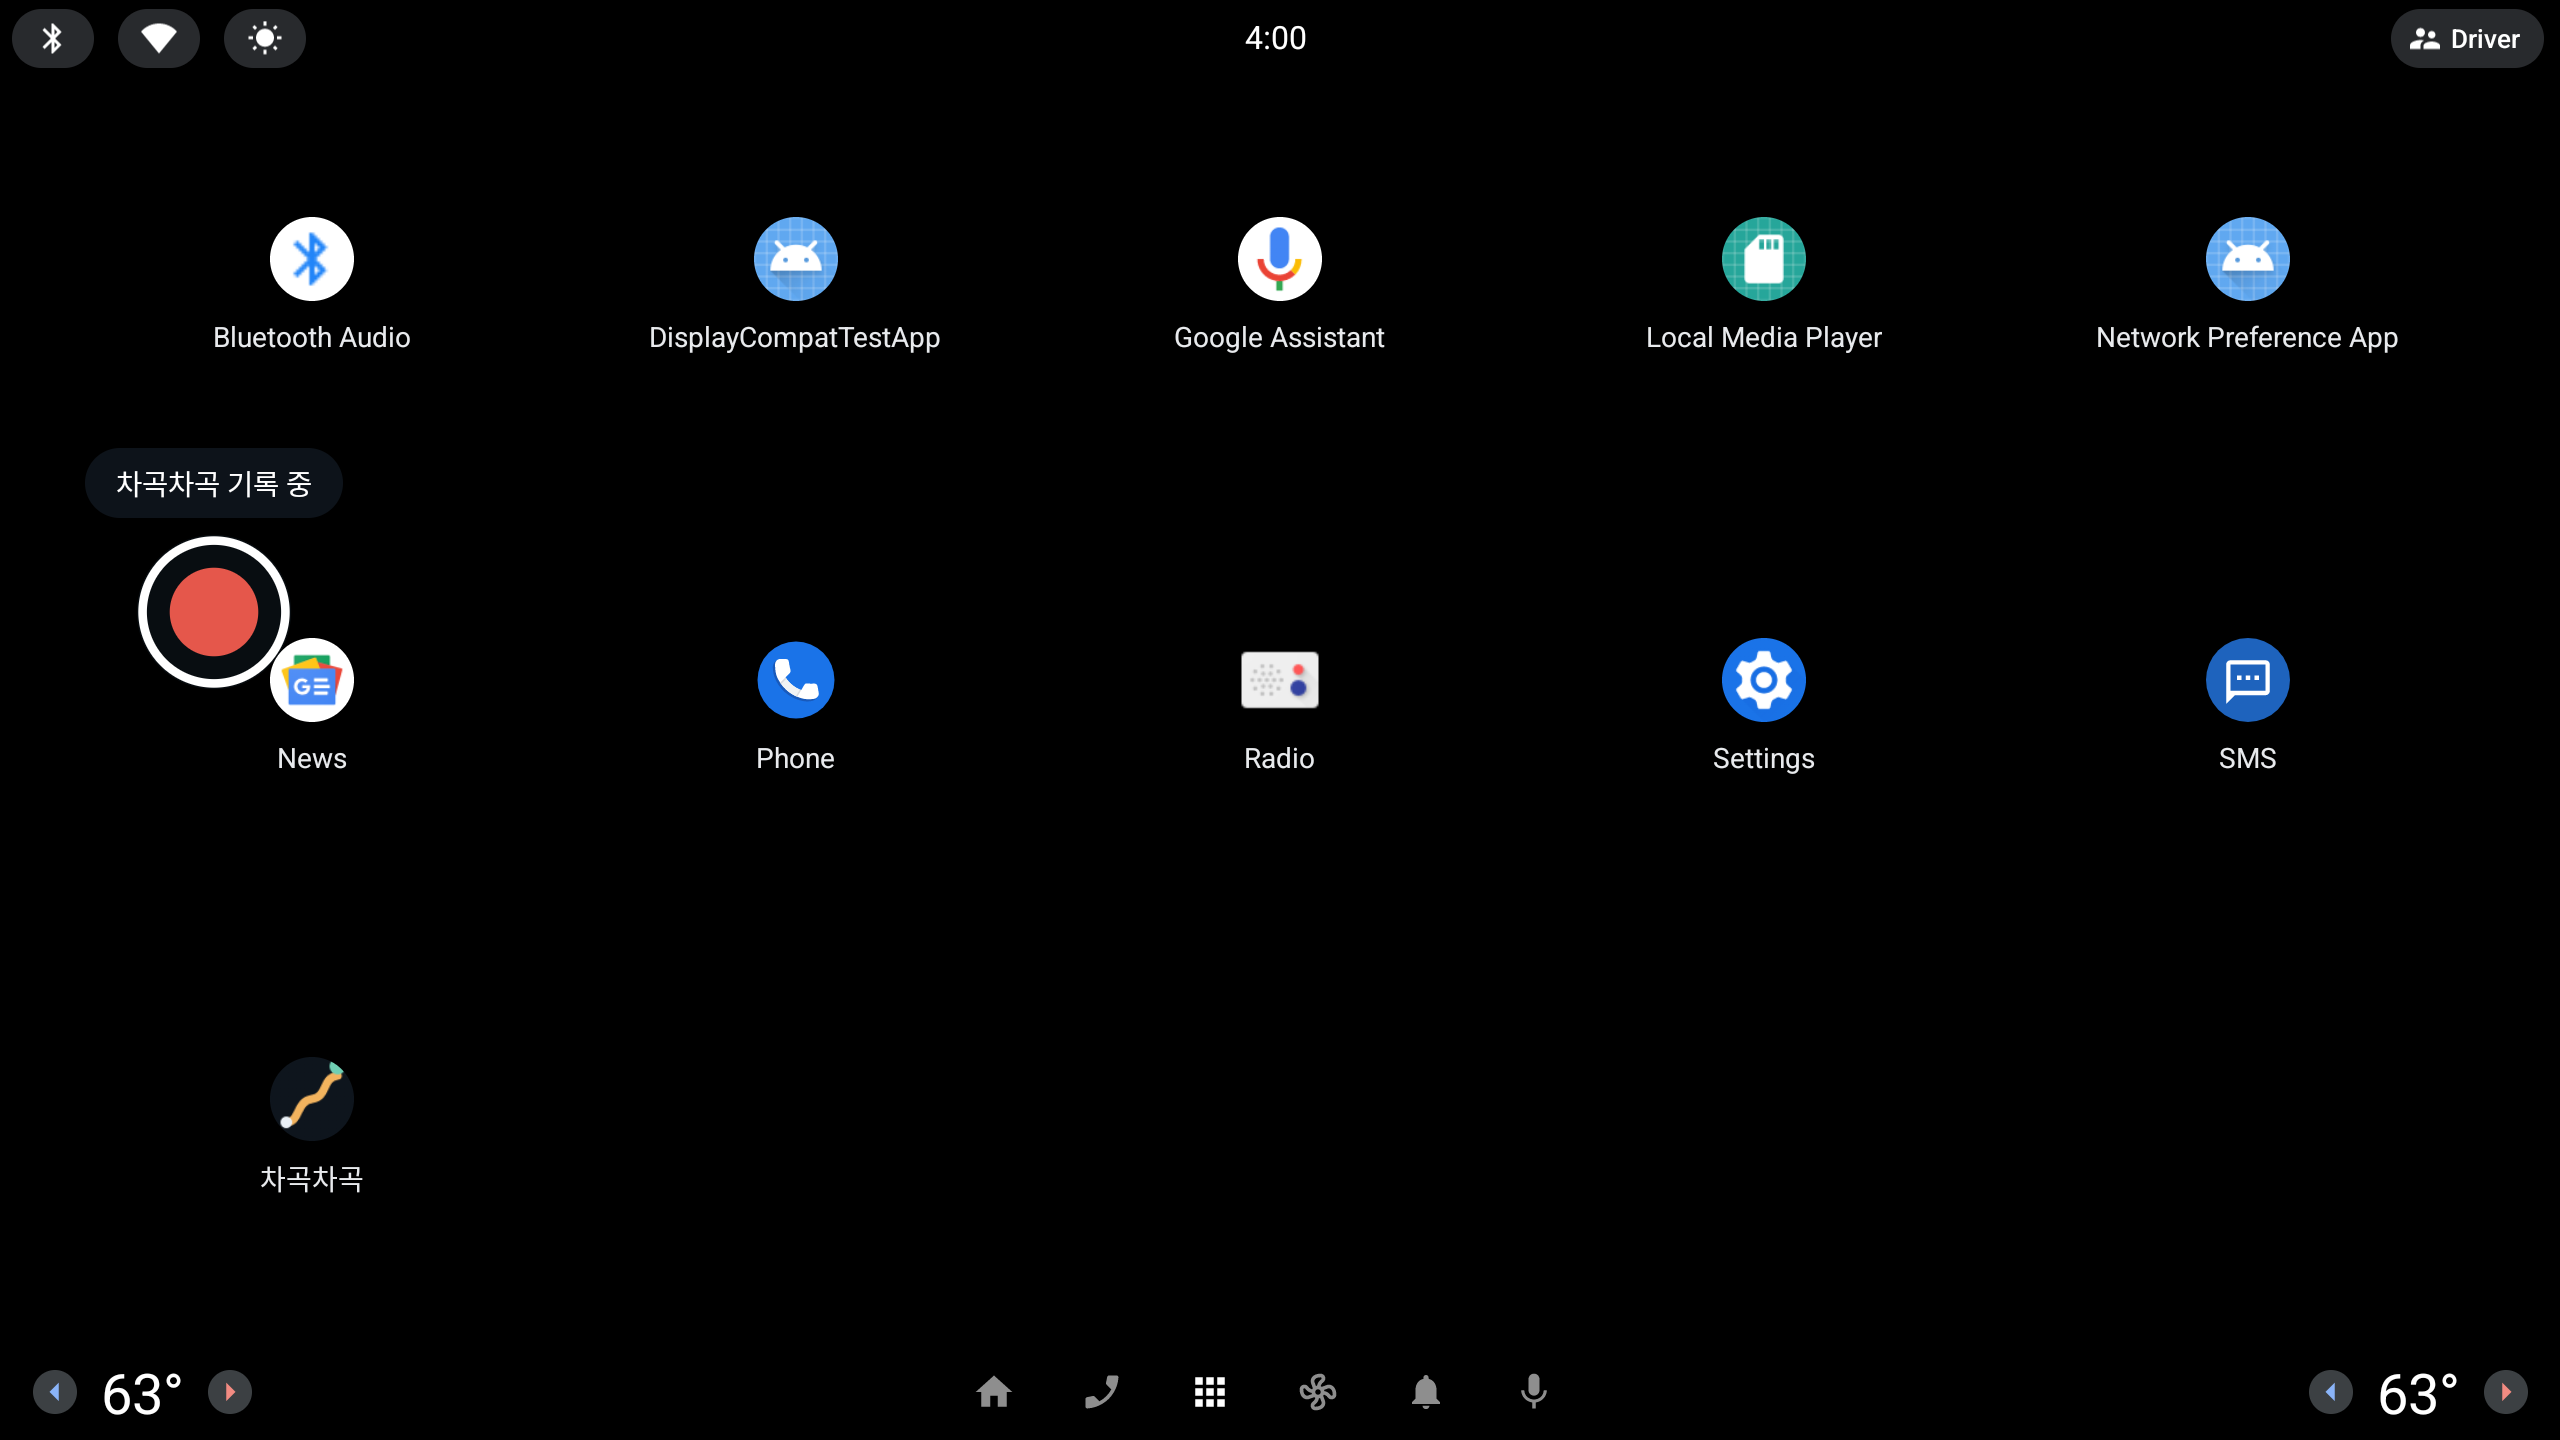 4:00
Driver
Bluetooth Audio
DisplayCompatTestApp
Google Assistant
Local Media Player
Network Preference App
차곡차곡 기록 중
News
Phone
Radio
Settings
SMS
차곡차곡
63°
63°